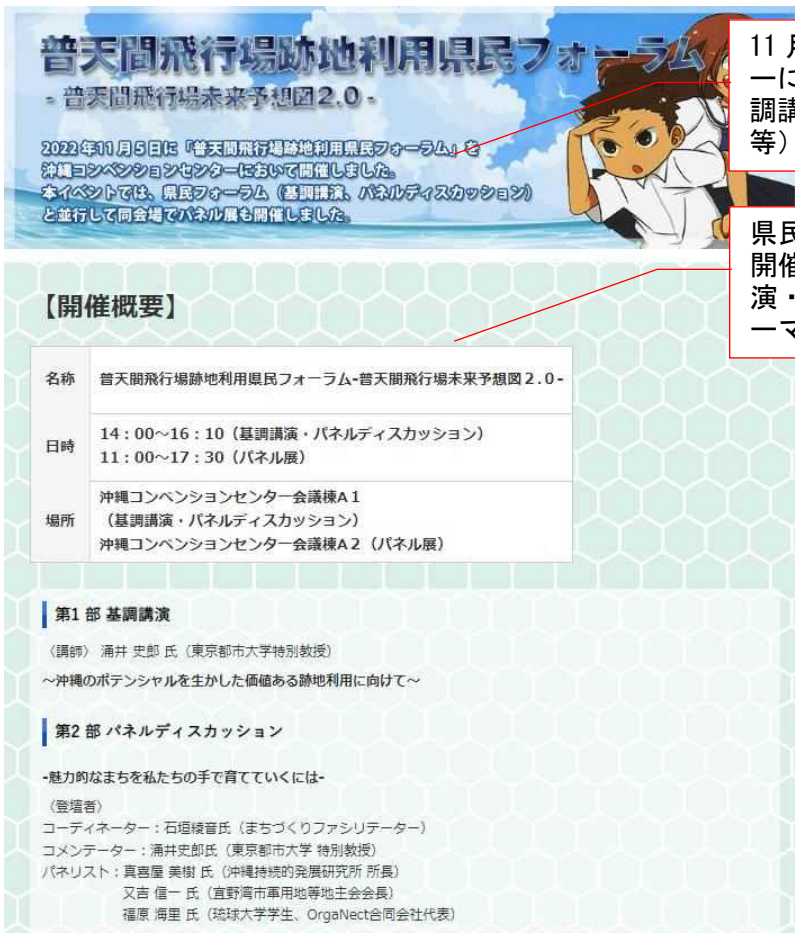 普天間飛行場跡地利用県民フォーラム
- 普天間飛行場未来予想図2.0 -
2022年11月5日に「普天間飛行場跡地利用県民フォーラム」を
沖縄コンベンションセンターにおいて開催しました。
本イベントでは、県民フォーラム（基調講演、パネルディスカッション）
と並行して同会場でパネル展も開催しました。
11
ーに
調講
等）
県民
開催
演・
ーマ
【開催概要】
名称 普天間飛行場跡地利用県民フォーラム-普天間飛行場未来予想図２.０-
日時 14：00～16：10（基調講演・パネルディスカッション）
11：00～17：30（パネル展）
場所 沖縄コンベンションセンター会議棟A１
（基調講演・パネルディスカッション）
沖縄コンベンションセンター会議棟A２（パネル展）
第1 部 基調講演
〈講師〉 涌井 史郎 氏（東京都市大学特別教授）
～沖縄のポテンシャルを生かした価値ある跡地利用に向けて～
第2 部 パネルディスカッション
-魅力的なまちを私たちの手で育てていくには-
〈登壇者〉
コーディネーター：石垣綾音氏（まちづくりファシリテーター）
コメンテーター：涌井史郎氏（東京都市大学 特別教授）
パネリスト：真喜屋 美樹 氏（沖縄持続的発展研究所 所長）
又吉 信一 氏（宜野湾市軍用地等地主会会長）
福原 海里 氏（琉球大学学生、OrgaNect合同会社代表）